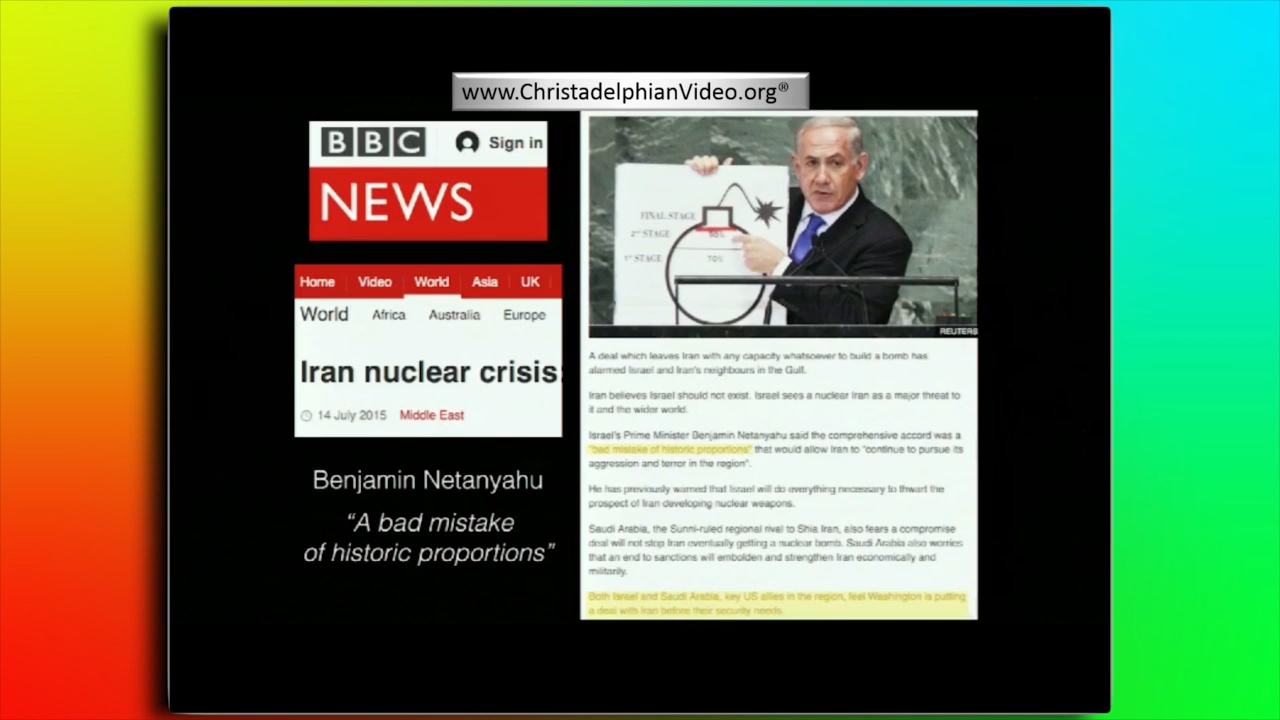 www.ChristadelphianVideo.org®
BBC
Sign in
NEWS
Home Video World Asia UK
World Africa Australia Europe
Iran nuclear crisis:
14 July 2015 Middle East
Benjamin Netanyahu
“A bad mistake
of historic proportions”
FINAL STAGE
2ND STAGE 90%
1ST STAGE 70%
REUTERS
A deal which leaves Iran with any capacity whatsoever to build a bomb has
alarmed Israel and Iran's neighbours in the Gulf.
Iran believes Israel should not exist. Israel sees a nuclear Iran as a major threat to
it and the wider world.
Israel's Prime Minister Benjamin Netanyahu said the comprehensive accord was a
"bad mistake of historic proportions" that would allow Iran to "continue to pursue its
aggression and terror in the region".
He has previously warned that Israel will do everything necessary to thwart the
prospect of Iran developing nuclear weapons.
Saudi Arabia, the Sunni-ruled regional rival to Shia Iran, also fears a compromise
deal will not stop Iran eventually getting a nuclear bomb. Saudi Arabia also worries
that an end to sanctions will embolden and strengthen Iran economically and
militarily.
Both Israel and Saudi Arabia, key US allies in the region, feel Washington is putting
a deal with Iran before their security needs.